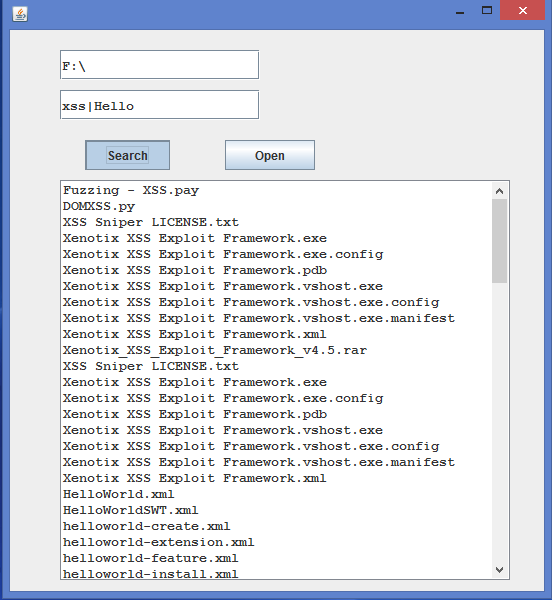 F:\
xss|Hello
Search Open
Fuzzing - XSS.pay
DOMXSS.py
XSS Sniper LICENSE.txt
Xenotix XSS Exploit Framework.exe
Xenotix XSS Exploit Framework.exe.config
Xenotix XSS Exploit Framework.pdb
Xenotix XSS Exploit Framework.vshost.exe
Xenotix XSS Exploit Framework.vshost.exe.config
Xenotix XSS Exploit Framework.vshost.exe.manifest
Xenotix XSS Exploit Framework.xml
Xenotix_XSS_Exploit_Framework_v4.5.rar
XSS Sniper LICENSE.txt
Xenotix XSS Exploit Framework.exe
Xenotix XSS Exploit Framework.exe.config
Xenotix XSS Exploit Framework.pdb
Xenotix XSS Exploit Framework.vshost.exe
Xenotix XSS Exploit Framework.vshost.exe.config
Xenotix XSS Exploit Framework.vshost.exe.manifest
Xenotix XSS Exploit Framework.xml
HelloWorld.xml
HelloWorldSWT.xml
helloworld-create.xml
helloworld-extension.xml
helloworld-feature.xml
helloworld-install.xml